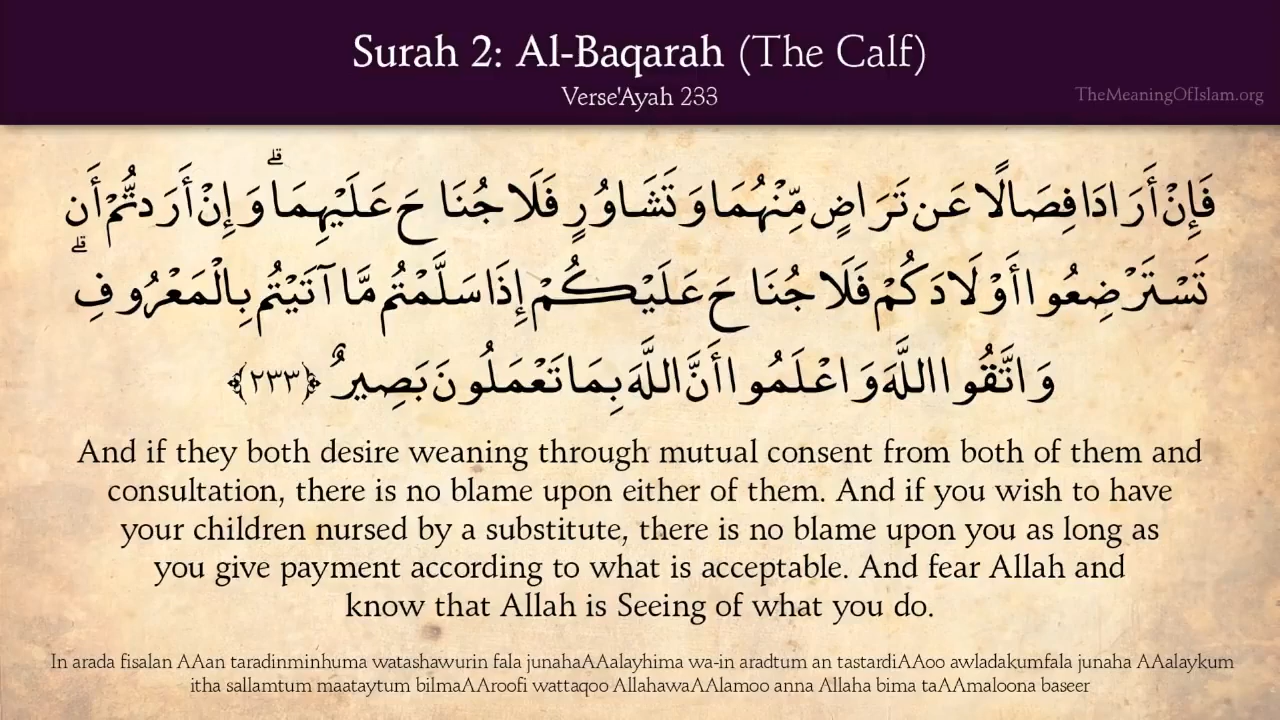 Surah 2: Al-Baqarah (The Calf)
Verse'Ayah 233
TheMeaningOfIslam.org
فَإِنْ أَرَادَا فِصَالًا عَن تَرَاضٍ مِّنْهُمَا وَتَشَاوُرٍ فَلَا جُنَاحَ عَلَيْهِمَا ۗ وَإِنْ أَرَدتُّمْ أَن
تَسْتَرْضِعُوا أَوْلَادَكُمْ فَلَا جُنَاحَ عَلَيْكُمْ إِذَا سَلَّمْتُم مَّا آتَيْتُم بِالْمَعْرُوفِ ۗ
وَاتَّقُوا اللَّهَ وَاعْلَمُوا أَنَّ اللَّهَ بِمَا تَعْمَلُونَ بَصِيرٌ ﴿٢٣٣﴾
And if they both desire weaning through mutual consent from both of them and
consultation, there is no blame upon either of them. And if you wish to have
your children nursed by a substitute, there is no blame upon you as long as
you give payment according to what is acceptable. And fear Allah and
know that Allah is Seeing of what you do.
In arada fisalan AAan taradinminhuma watashawurin fala junahaAAalayhima wa-in aradtum an tastardiAAoo awladakumfala junaha AAalaykum
itha sallamtum maataytum bilmaAAroofi wattaqoo AllahawaAAlamoo anna Allaha bima taAAmaloona baseer